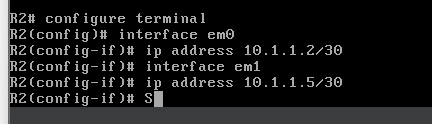 R2# configure terminal
R2(config)# interface em0
R2(config-if)# ip address 10.1.1.2/30
R2(config-if)# interface em1
R2(config-if)# ip address 10.1.1.5/30
R2(config-if)# S